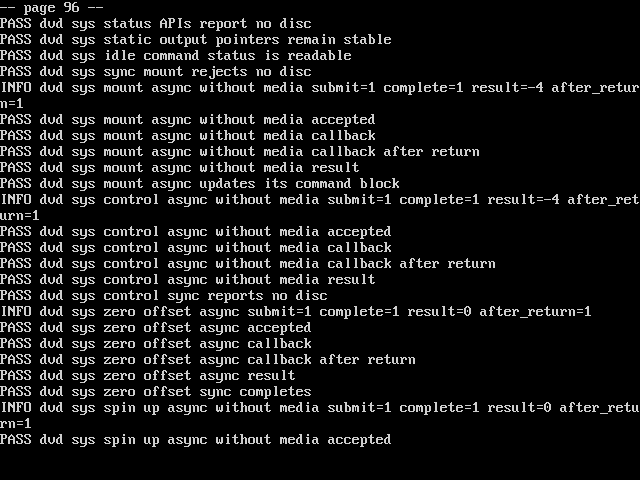 -- page 96 --
PASS dvd sys status APIs report no disc
PASS dvd sys static output pointers remain stable
PASS dvd sys idle command status is readable
PASS dvd sys sync mount rejects no disc
INFO dvd sys mount async without media submit=1 complete=1 result=-4 after_retur
n=1
PASS dvd sys mount async without media accepted
PASS dvd sys mount async without media callback
PASS dvd sys mount async without media callback after return
PASS dvd sys mount async without media result
PASS dvd sys mount async updates its command block
INFO dvd sys control async without media submit=1 complete=1 result=-4 after_ret
urn=1
PASS dvd sys control async without media accepted
PASS dvd sys control async without media callback
PASS dvd sys control async without media callback after return
PASS dvd sys control async without media result
PASS dvd sys control sync reports no disc
INFO dvd sys zero offset async submit=1 complete=1 result=0 after_return=1
PASS dvd sys zero offset async accepted
PASS dvd sys zero offset async callback
PASS dvd sys zero offset async callback after return
PASS dvd sys zero offset async result
PASS dvd sys zero offset sync completes
INFO dvd sys spin up async without media submit=1 complete=1 result=0 after_retu
rn=1
PASS dvd sys spin up async without media accepted